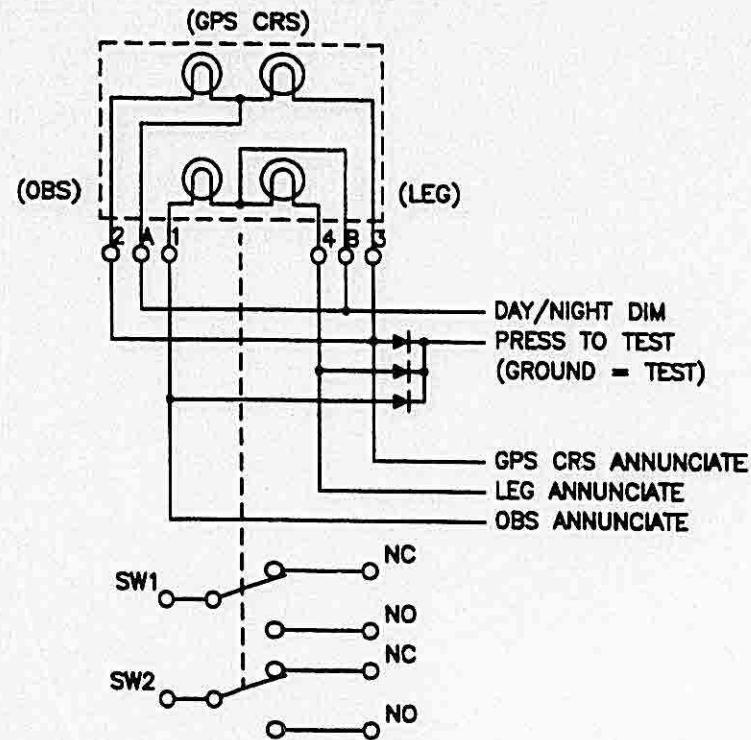 (GPS CRS)
(OBS)
(LEG)
2 A 1 4 B 3
DAY/NIGHT DIM
PRESS TO TEST
(GROUND = TEST)
GPS CRS ANNUNCIATE
LEG ANNUNCIATE
OBS ANNUNCIATE
NC
SW1
NO
NC
SW2
NO